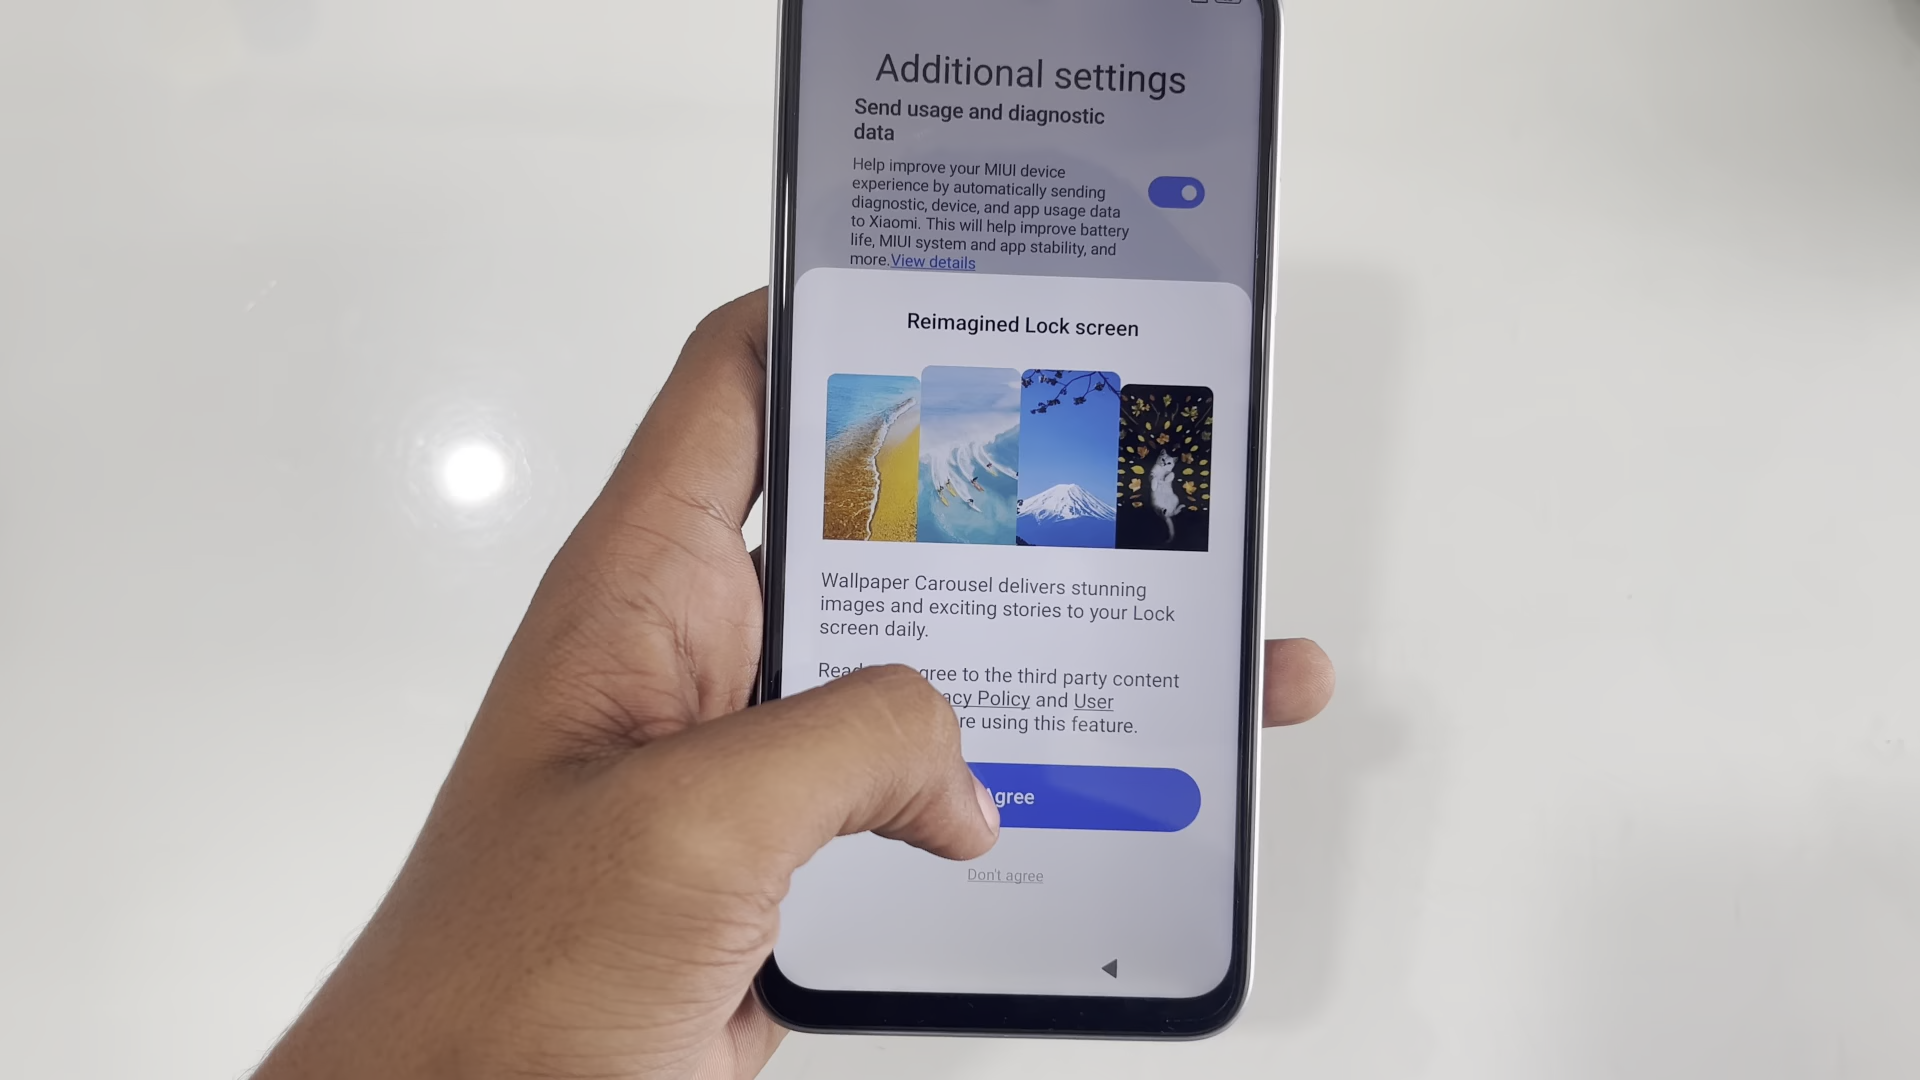 Additional settings
Send usage and diagnostic
data
Help improve your MIUI device
experience by automatically sending
diagnostic, device, and app usage data
to Xiaomi. This will help improve battery
life, MIUI system and app stability, and
more.View details
Reimagined Lock screen
Wallpaper Carousel delivers stunning
images and exciting stories to your Lock
screen daily.
to the third party content
Policy and User
using this feature.
Agree
Don't agree